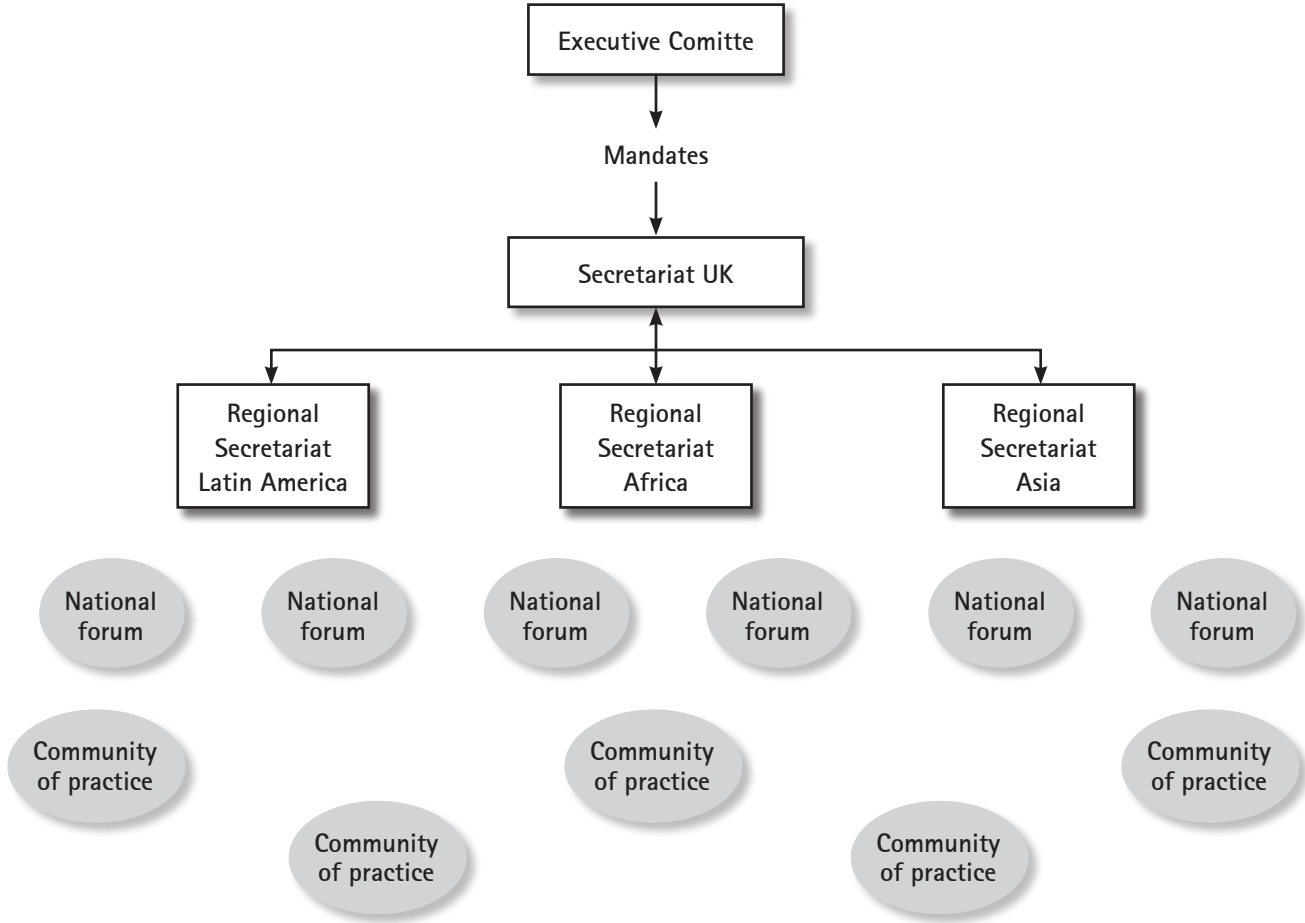 Executive Comitte
Mandates
Secretariat UK
Regional
Secretariat
Latin America
Regional
Secretariat
Africa
Regional
Secretariat
Asia
National
forum
National
forum
National
forum
National
forum
National
forum
National
forum
Community
of practice
Community
of practice
Community
of practice
Community
of practice
Community
of practice